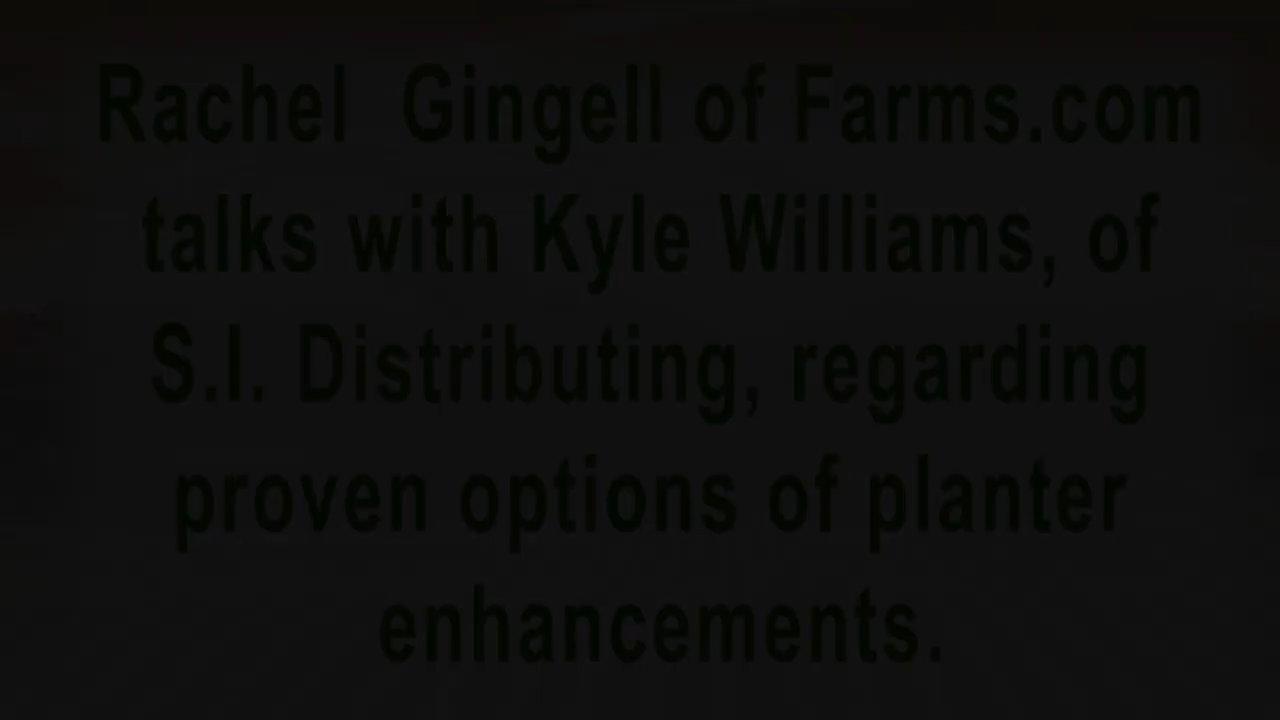 Rachel  Gingell of Farms.com
talks with Kyle Williams, of
S.I. Distributing, regarding
proven options of planter
enhancements.